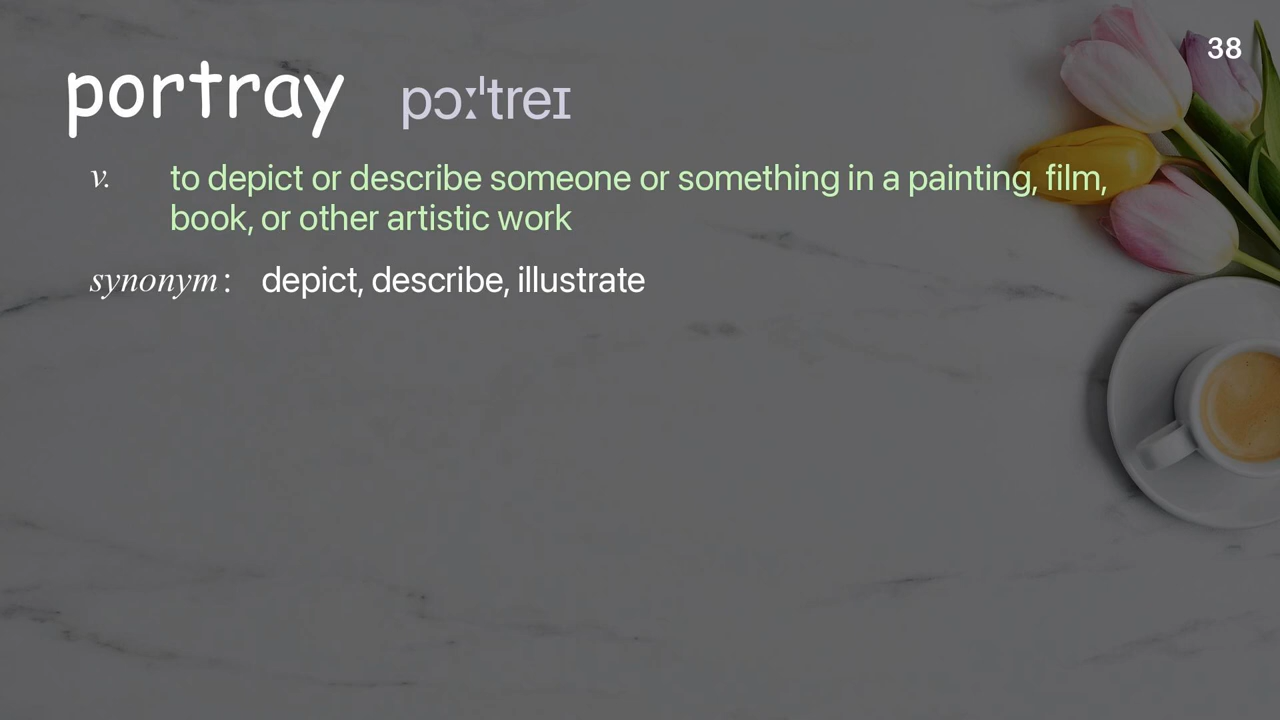 38
portray pɔːˈtreɪ
v. to depict or describe someone or something in a painting, film,
book, or other artistic work
synonym : depict, describe, illustrate